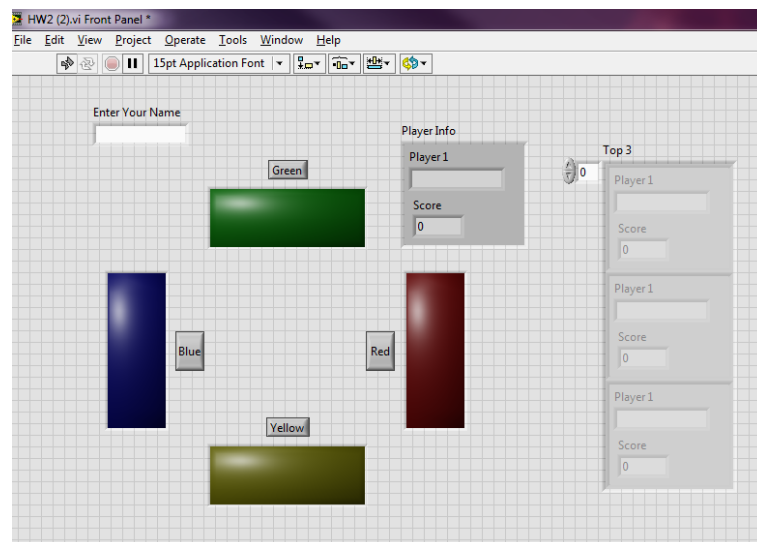 HW2 (2).vi Front Panel *
File Edit View Project Operate Tools Window Help
15pt Application Font
Enter Your Name
Player Info
Player 1
Score
0
Green
Blue
Red
Yellow
Top 3
0
Player 1
Score
0
Player 1
Score
0
Player 1
Score
0